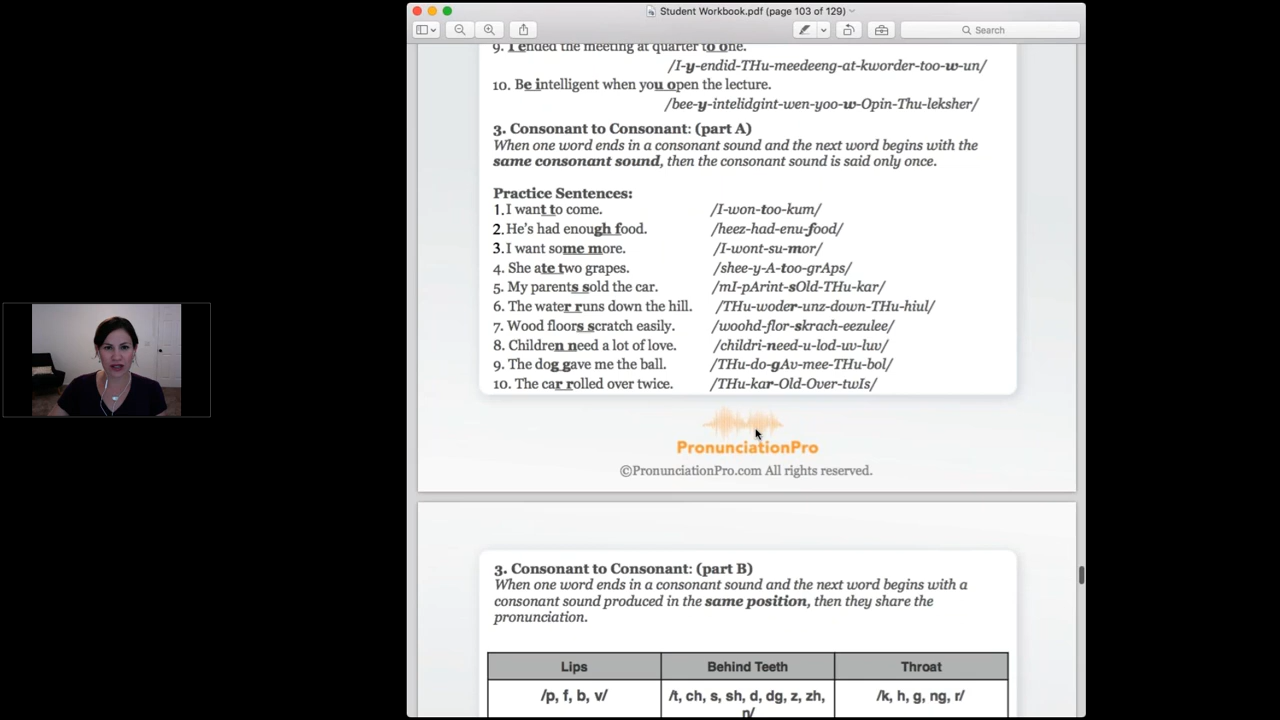 Student Workbook.pdf (page 103 of 129)
Search
9. I ended the meeting at quarter to one.
/I-y-endid-THu-meedeeng-at-kworder-too-w-un/
10. Be intelligent when you open the lecture.
/bee-y-intelidgint-wen-yoo-w-Opin-Thu-leksher/
3. Consonant to Consonant: (part A)
When one word ends in a consonant sound and the next word begins with the
same consonant sound, then the consonant sound is said only once.
Practice Sentences:
1. I want to come. /I-won-too-kum/
2. He's had enough food. /heez-had-enu-food/
3. I want some more. /I-wont-su-mor/
4. She ate two grapes. /shee-y-A-too-grAps/
5. My parents sold the car. /mI-pArint-sOld-THu-kar/
6. The water runs down the hill. /THu-woder-unz-down-THu-hiul/
7. Wood floors scratch easily. /woohd-flor-skrach-eezulee/
8. Children need a lot of love. /childri-need-u-lod-uv-luv/
9. The dog gave me the ball. /THu-do-gAv-mee-THu-bol/
10. The car rolled over twice. /THu-kar-Old-Over-twIs/
PronunciationPro
©PronunciationPro.com All rights reserved.
3. Consonant to Consonant: (part B)
When one word ends in a consonant sound and the next word begins with a
consonant sound produced in the same position, then they share the
pronunciation.
Lips Behind Teeth Throat
/p, f, b, v/ /t, ch, s, sh, d, dg, z, zh, /k, h, g, ng, r/
n/